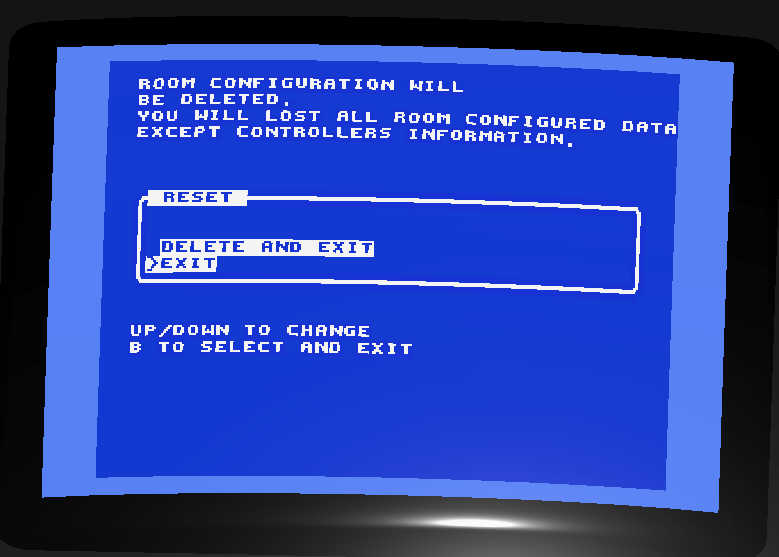 ROOM CONFIGURATION WILL
BE DELETED.
YOU WILL LOST ALL ROOM CONFIGURED DATA
EXCEPT CONTROLLERS INFORMATION.
RESET
DELETE AND EXIT
>EXIT
UP/DOWN TO CHANGE
B TO SELECT AND EXIT